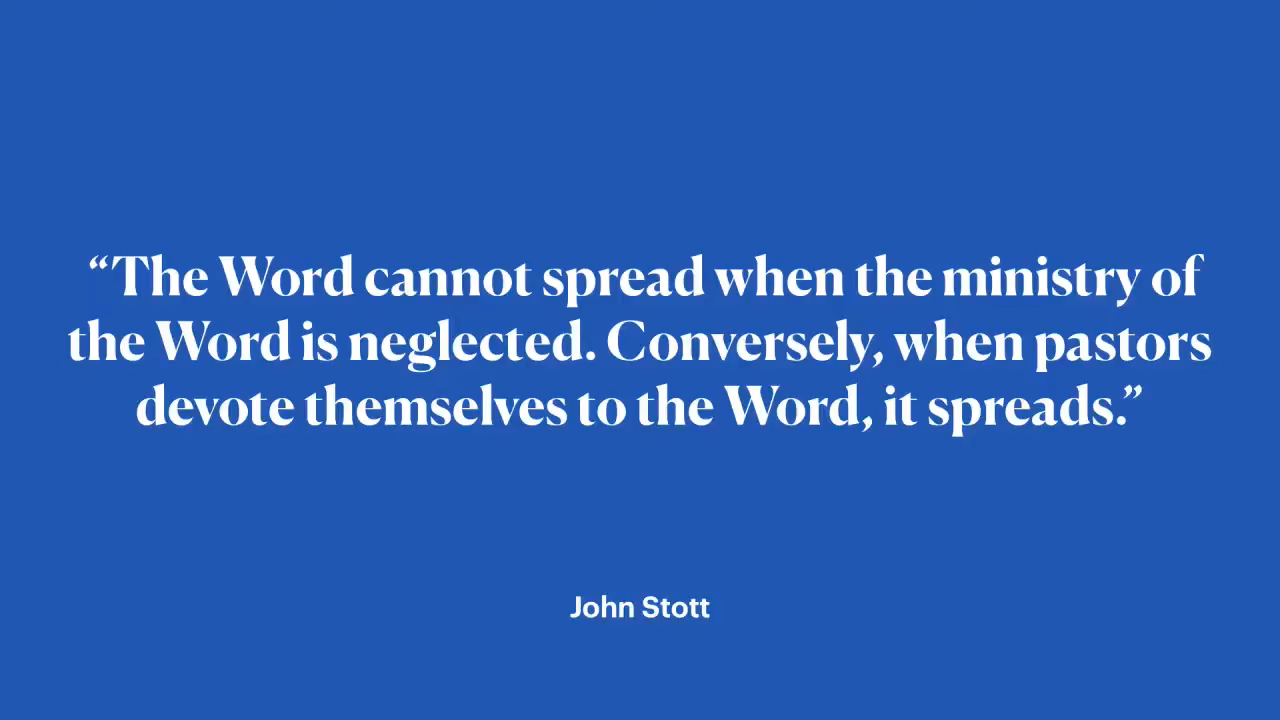 “The Word cannot spread when the ministry of
the Word is neglected. Conversely, when pastors
devote themselves to the Word, it spreads.”
John Stott